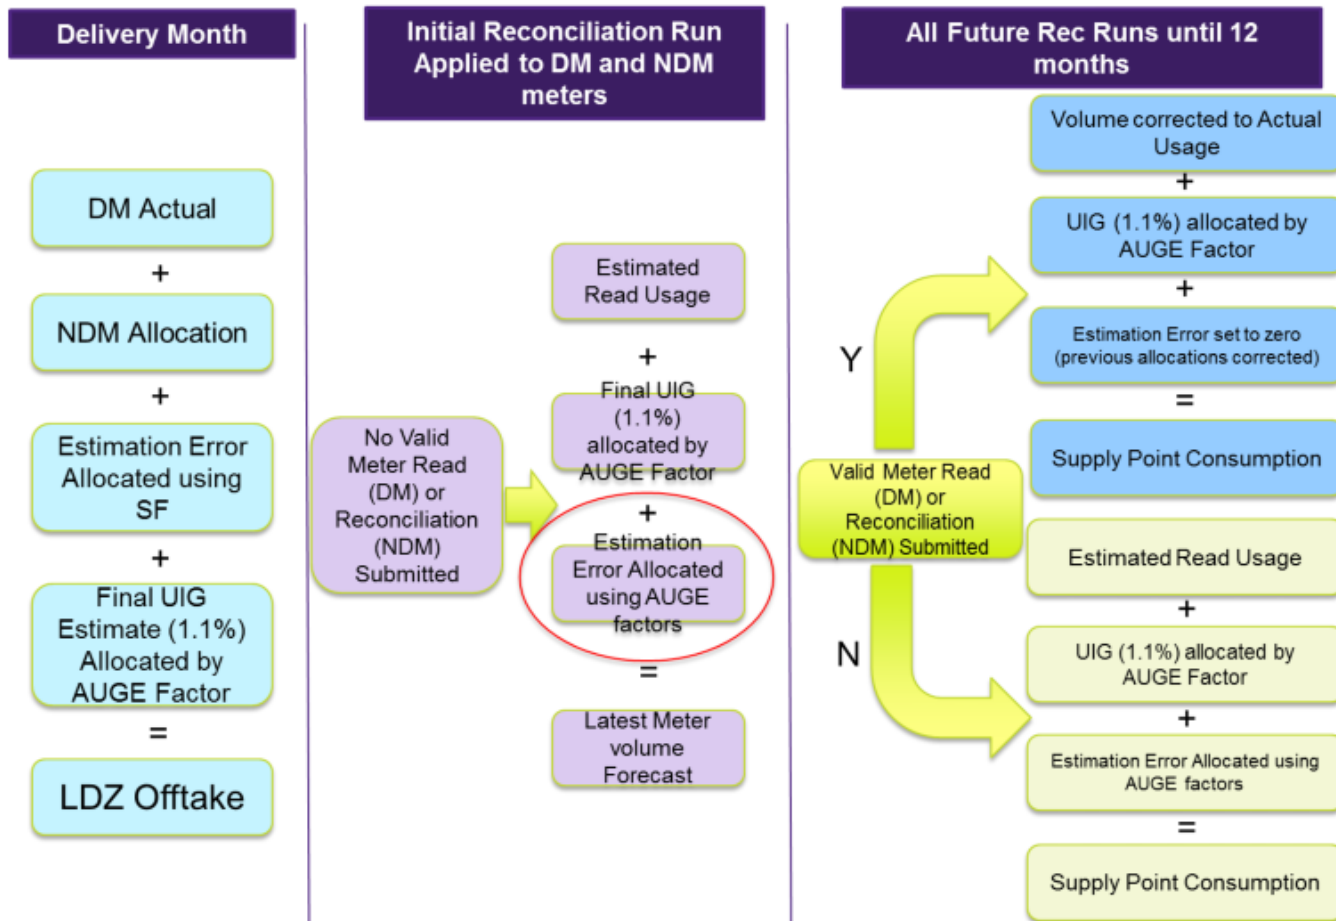 Delivery Month
DM Actual
+
NDM Allocation
+
Estimation Error
Allocated using
SF
+
Final UIG
Estimate (1.1%)
Allocated by
AUGE Factor
=
LDZ Offtake
Initial Reconciliation Run
Applied to DM and NDM
meters
No Valid
Meter Read
(DM) or
Reconciliation
(NDM)
Submitted
Estimated
Read Usage
+
Final UIG
(1.1%)
allocated by
AUGE Factor
+
Estimation
Error Allocated
using AUGE
factors
=
Latest Meter
volume
Forecast
All Future Rec Runs until 12
months
Valid Meter Read
(DM) or
Reconciliation
(NDM) Submitted
Y
Volume corrected to Actual
Usage
+
UIG (1.1%) allocated by
AUGE Factor
+
Estimation Error set to zero
(previous allocations corrected)
=
Supply Point Consumption
N
Estimated Read Usage
+
UIG (1.1%) allocated by
AUGE Factor
+
Estimation Error Allocated using
AUGE factors
=
Supply Point Consumption